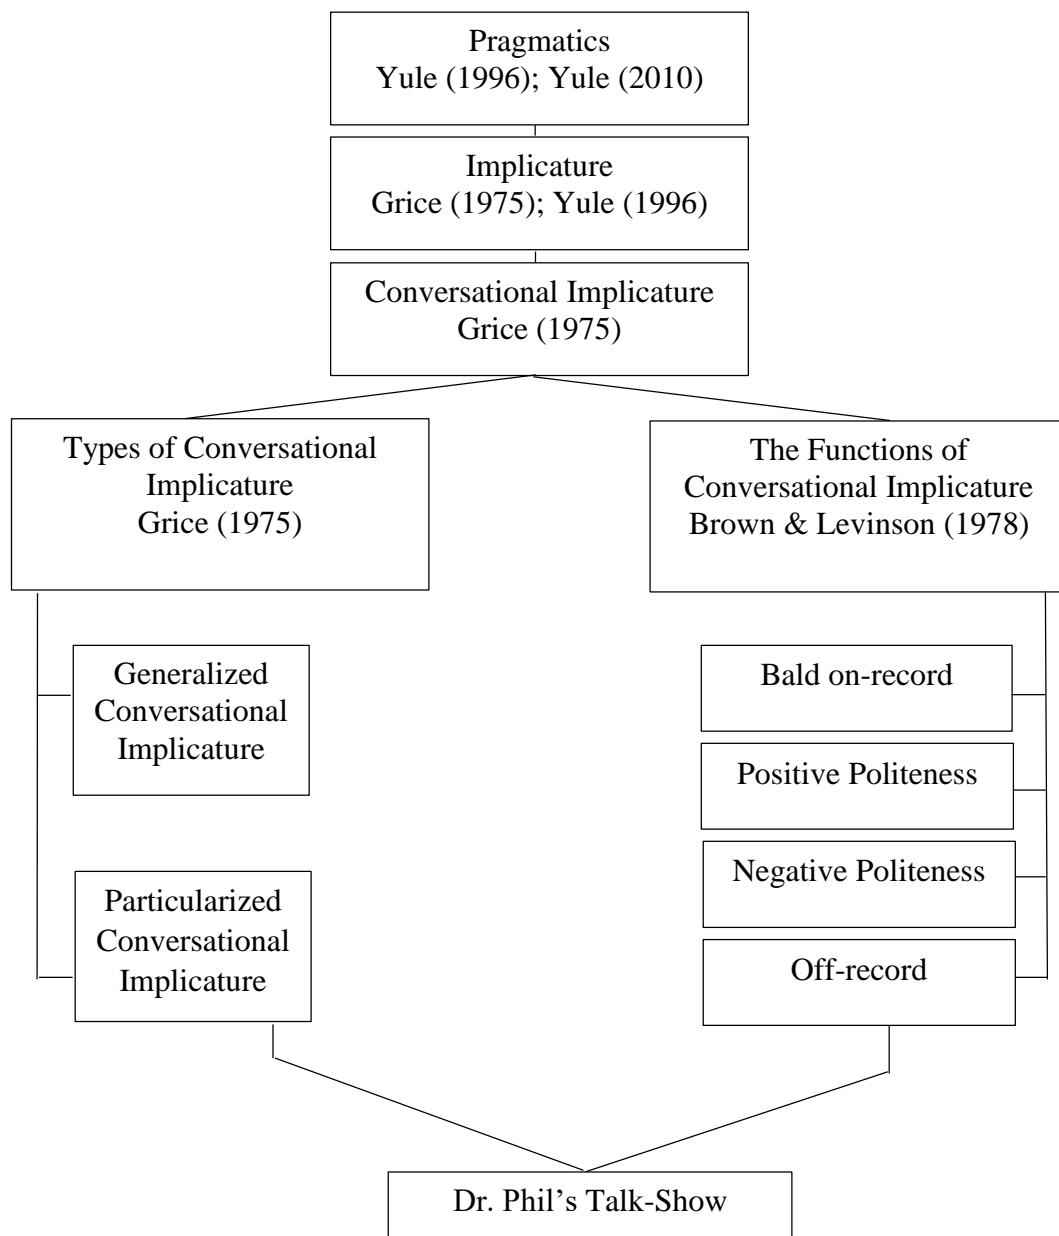 Pragmatics
Yule (1996); Yule (2010)
Implicature
Grice (1975); Yule (1996)
Conversational Implicature
Grice (1975)
Types of Conversational
Implicature
Grice (1975)
The Functions of
Conversational Implicature
Brown & Levinson (1978)
Generalized
Conversational
Implicature
Particularized
Conversational
Implicature
Bald on-record
Positive Politeness
Negative Politeness
Off-record
Dr. Phil’s Talk-Show